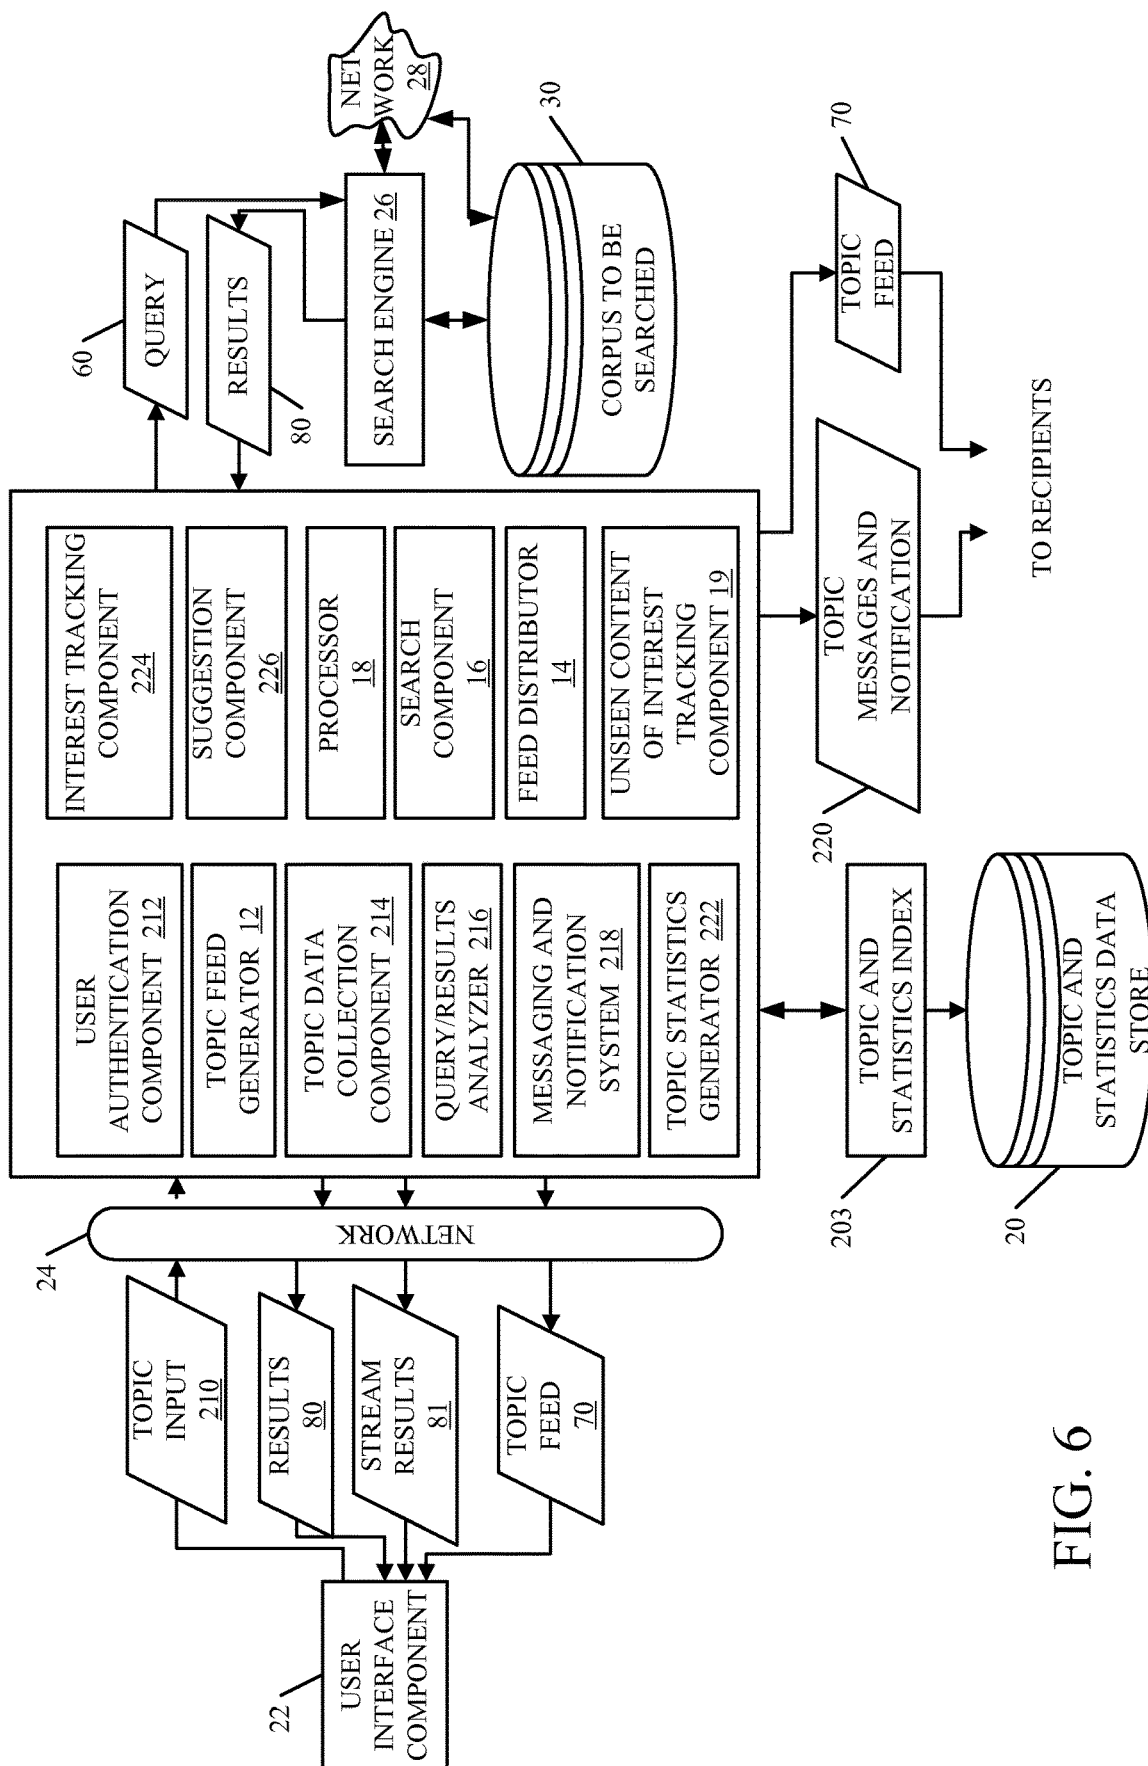 22
USER
INTERFACE
COMPONENT
TOPIC
INPUT
210
RESULTS
80
STREAM
RESULTS
81
TOPIC
FEED
70
24
NETWORK
USER
AUTHENTICATION
COMPONENT 212
TOPIC FEED
GENERATOR 12
TOPIC DATA
COLLECTION
COMPONENT 214
QUERY/RESULTS
ANALYZER 216
MESSAGING AND
NOTIFICATION
SYSTEM 218
TOPIC STATISTICS
GENERATOR 222
INTEREST TRACKING
COMPONENT
224
SUGGESTION
COMPONENT
226
PROCESSOR
18
SEARCH
COMPONENT
16
FEED DISTRIBUTOR
14
UNSEEN CONTENT
OF INTEREST
TRACKING
COMPONENT 19
60
QUERY
RESULTS
80
SEARCH ENGINE 26
NET
WORK
28
30
CORPUS TO BE
SEARCHED
203
TOPIC AND
STATISTICS INDEX
20
TOPIC AND
STATISTICS DATA
STORE
220
TOPIC
MESSAGES AND
NOTIFICATION
70
TOPIC
FEED
TO RECIPIENTS
FIG. 6